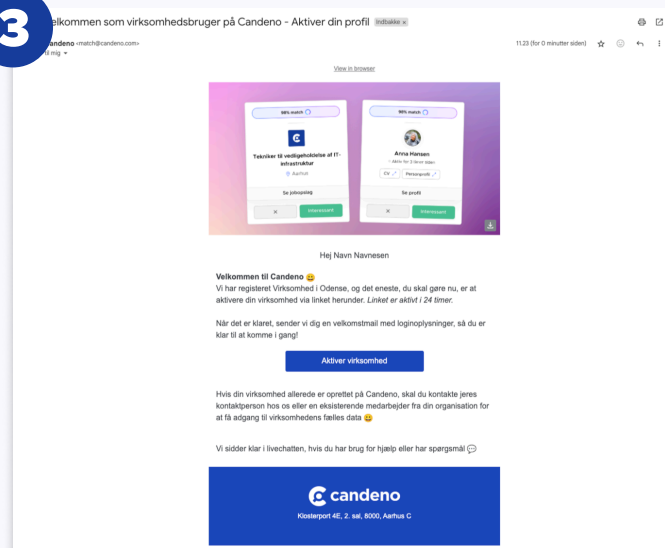 3
elkommen som virksomhedsbruger på Candeno - Aktiver din profil Indbakke
andeno <match@candeno.com>
11.23 (for 0 minutter siden)
til mig
View in browser
98% match
98% match
Tekniker til vedligeholdelse af IT-
infrastruktur
Aarhus
Anna Hansen
CV
Personprofil
Se jobopslag
Se profil
Interessant
Interessant
Hej Navn Navnesen
Velkommen til Candeno 😀
Vi har registeret Virksomhed i Odense, og det eneste, du skal gøre nu, er at
aktivere din virksomhed via linket herunder. Linket er aktivt i 24 timer.
Når det er klaret, sender vi dig en velkomstmail med loginoplysninger, så du er
klar til at komme i gang!
Aktiver virksomhed
Hvis din virksomhed allerede er oprettet på Candeno, skal du kontakte jeres
kontaktperson hos os eller en eksisterende medarbejder fra din organisation for
at få adgang til virksomhedens fælles data 😀
Vi sidder klar i livechatten, hvis du har brug for hjælp eller har spørgsmål 💬
candeno
Klosterport 4E, 2. sal, 8000, Aarhus C